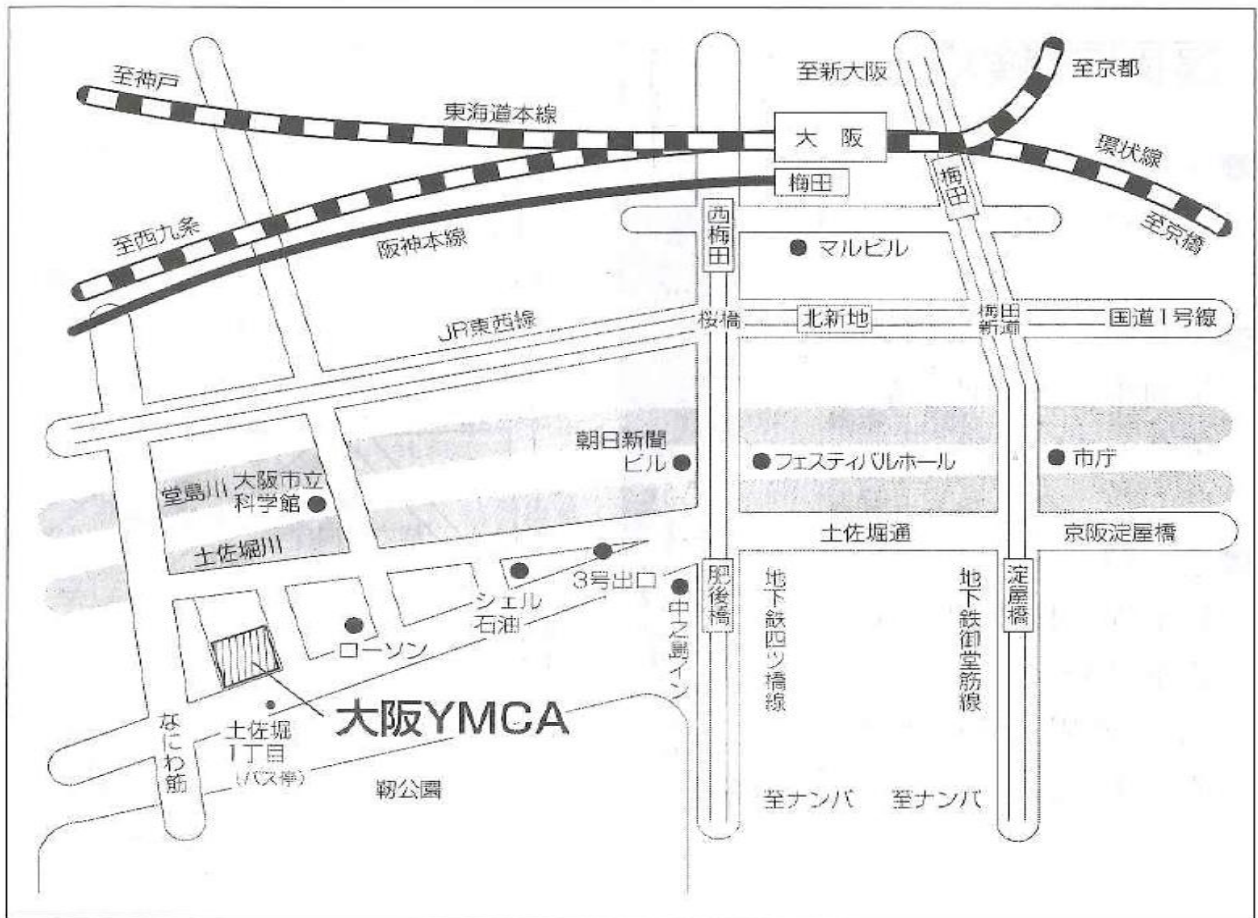 至神戸
東海道本線
至新大阪
至京都
大阪
環状線
梅田
梅田
至京橋
至西九条
阪神本線
西梅田
マルビル
JR東西線
桜橋
北新地
梅田
新道
国道1号線
朝日新聞
ビル
フェスティバルホール
市庁
堂島川
大阪市立
科学館
土佐堀川
土佐堀通
京阪淀屋橋
3号出口
シェル
石油
ローソン
中之島イン
肥後橋
地下鉄四ツ橋線
地下鉄御堂筋線
淀屋橋
大阪YMCA
なにわ筋
土佐堀
1丁目
(バス停)
靭公園
至ナンバ
至ナンバ